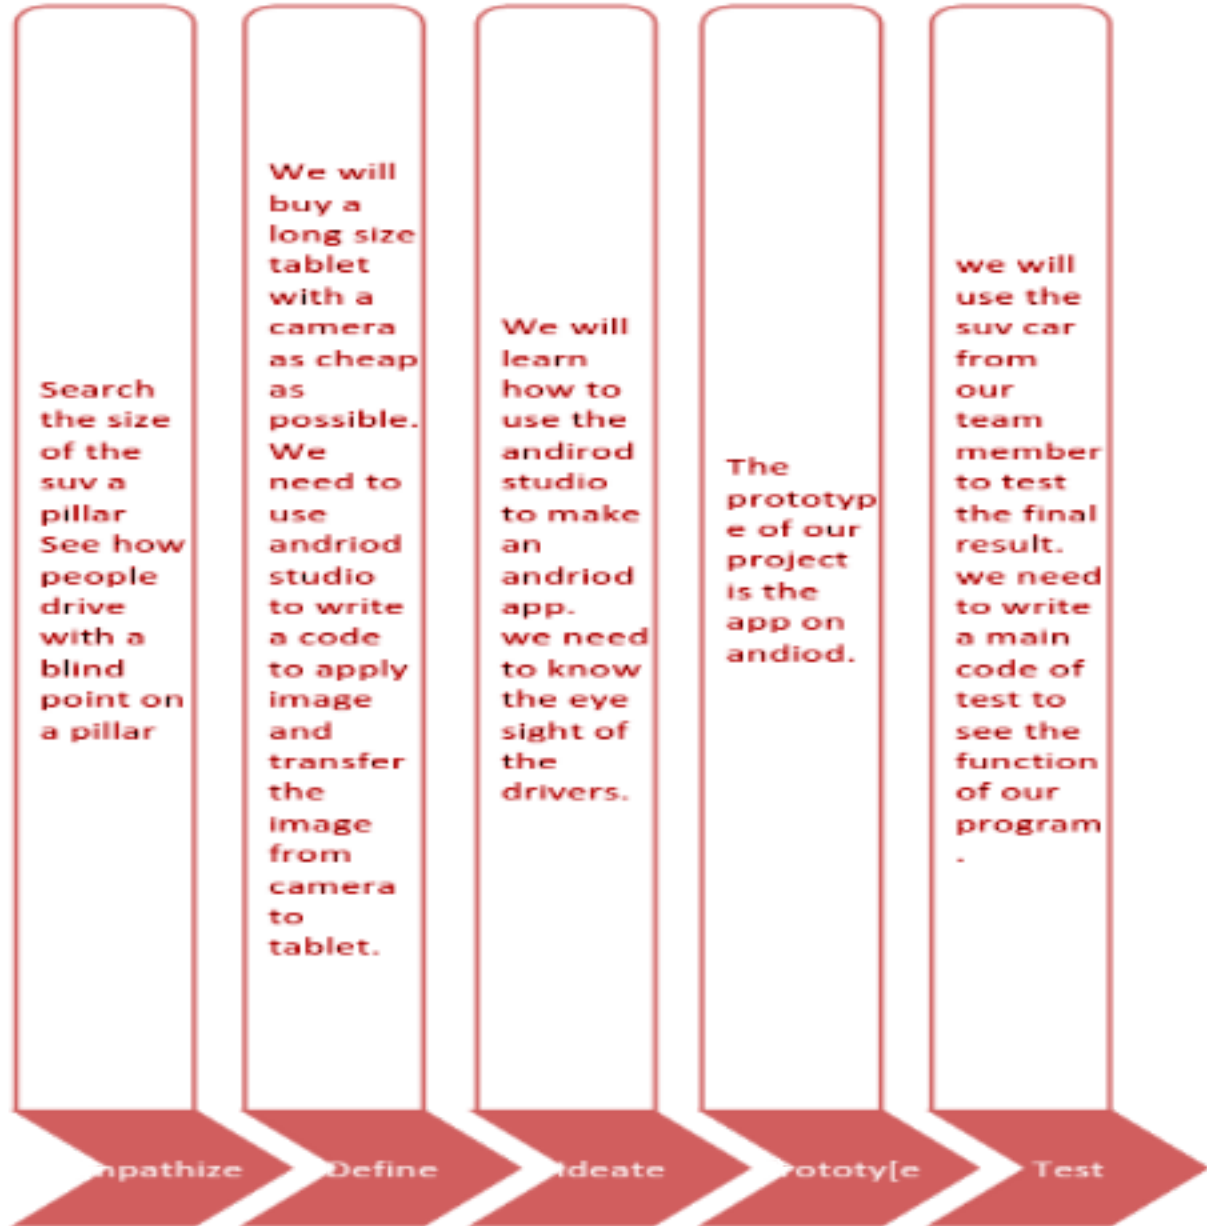 Search
the size
of the
suv a
pillar
See how
people
drive
with a
blind
point on
a pillar
We will
buy a
long size
tablet
with a
camera
as cheap
as
possible.
We
need to
use
andriod
studio
to write
a code
to apply
image
and
transfer
the
image
from
camera
to
tablet.
We will
learn
how to
use the
andirod
studio
to make
an
andriod
app.
we need
to know
the eye
sight of
the
drivers.
The
prototyp
e of our
project
is the
app on
andiod.
we will
use the
suv car
from
our
team
member
to test
the final
result.
we need
to write
a main
code of
test to
see the
function
of our
program
.
mpathize
Define
Ideate
rototy[e
Test